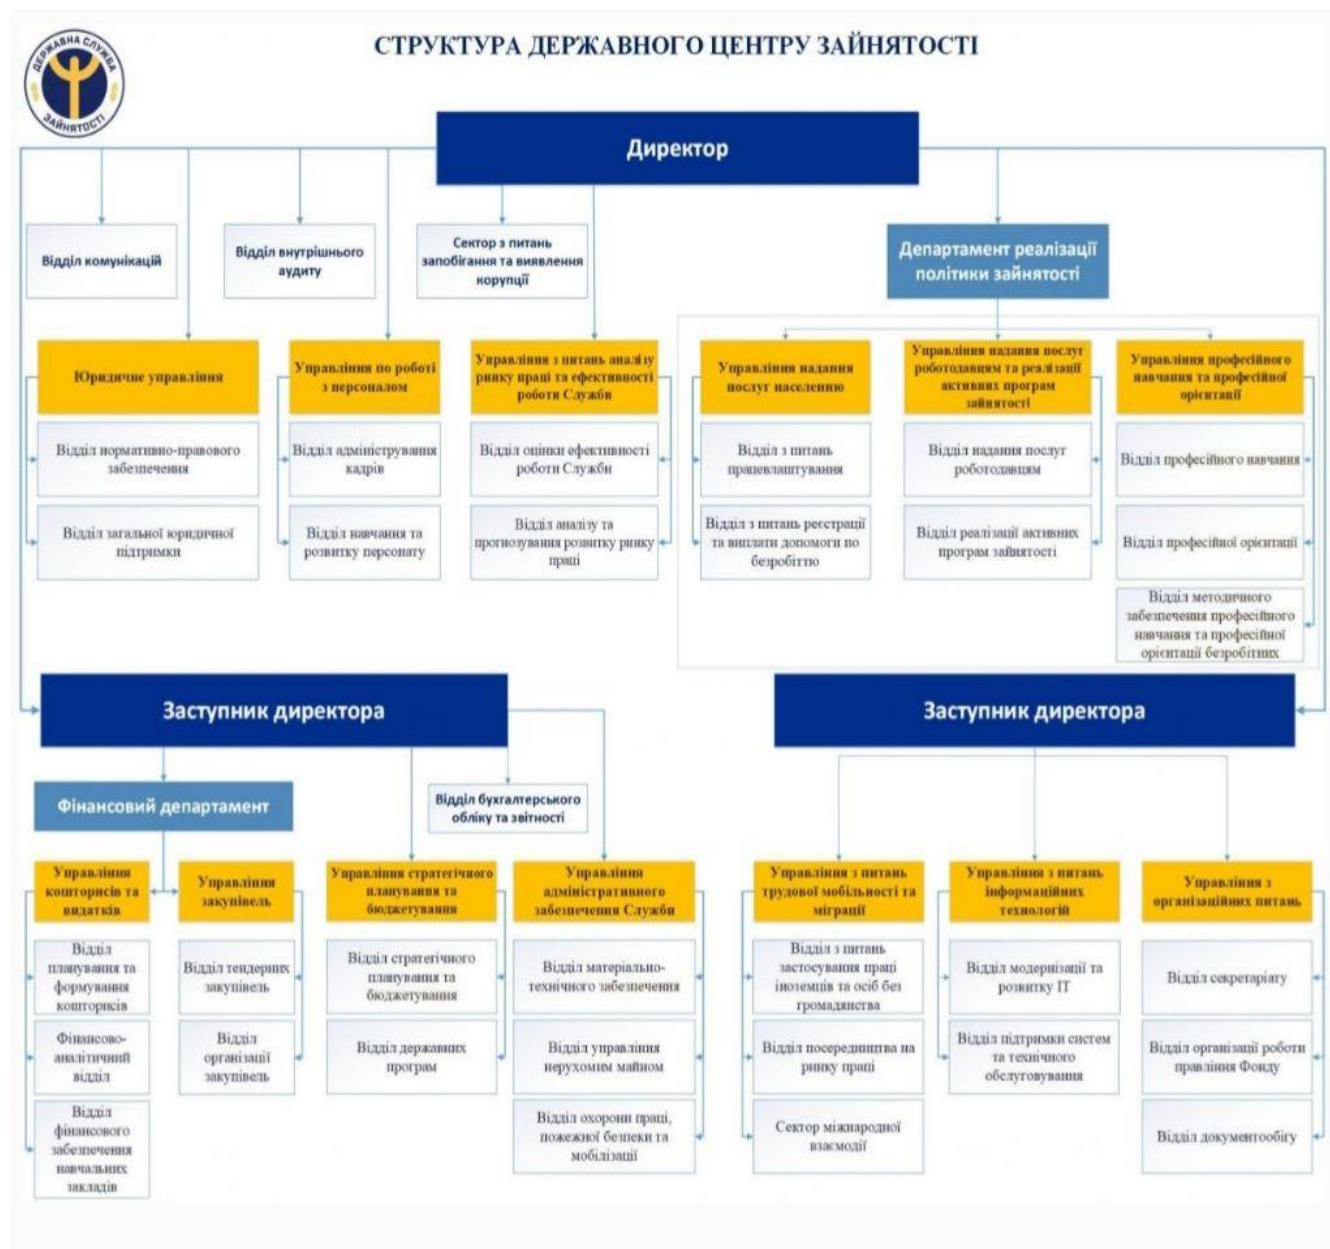 СТРУКТУРА ДЕРЖАВНОГО ЦЕНТРУ ЗАЙНЯТОСТІ
ДЕРЖАВНА СЛУЖБА
ЗАЙНЯТОСТІ
Директор
Відділ комунікацій
Відділ внутрішнього
аудиту
Сектор з питань
запобігання та виявлення
корупції
Департамент реалізації
політики зайнятості
Юридичне управління
Управління по роботі
з персоналом
Управління з питань аналізу
ринку праці та ефективності
роботи Служби
Управління надання
послуг населенню
Управління надання послуг
роботодавцям та реалізації
активних програм
зайнятості
Управління професійного
навчання та професійної
орієнтації
Відділ нормативно-правового
забезпечення
Відділ адміністрування
кадрів
Відділ оцінки ефективності
роботи Служби
Відділ з питань
працевлаштування
Відділ надання послуг
роботодавцям
Відділ професійного навчання
Відділ загальної юридичної
підтримки
Відділ навчання та
розвитку персонату
Відділ аналізу та
прогнозування розвитку ринку
праці
Відділ з питань реєстрації
та виплати допомоги по
безробіттю
Відділ реалізації активних
програм зайнятості
Відділ професійної орієнтації
Відділ методичного
забезпечення професійного
навчання та професійної
орієнтації безробітних
Заступник директора
Заступник директора
Фінансовий департамент
Відділ бухгалтерського
обліку та звітності
Управління
кошторисів та
видатків
Управління
закупівель
Управління стратегічного
планування та
бюджетування
Управління
адміністративного
забезпечення Служби
Управління з питань
трудової мобільності та
міграції
Управління з питань
інформаційних
технологій
Управління з
організаційних питань
Відділ
планування та
формування
кошторисів
Відділ тендерних
закупівель
Відділ стратегічного
планування та
бюджетування
Відділ матеріально-
технічного забезпечення
Відділ з питань
застосування праці
іноземців та осіб без
громадянства
Відділ модернізації та
розвитку ІТ
Відділ секретаріату
Фінансово-
аналітичний
відділ
Відділ
організації
закупівель
Відділ державних
програм
Відділ управління
нерухомим майном
Відділ посередництва на
ринку праці
Відділ підтримки систем
та технічного
обслуговування
Відділ організації роботи
правління Фонду
Відділ
фінансового
забезпечення
навчальних
закладів
Відділ охорони праці,
пожежної безпеки та
мобілізації
Сектор міжнародної
взаємодії
Відділ документообігу